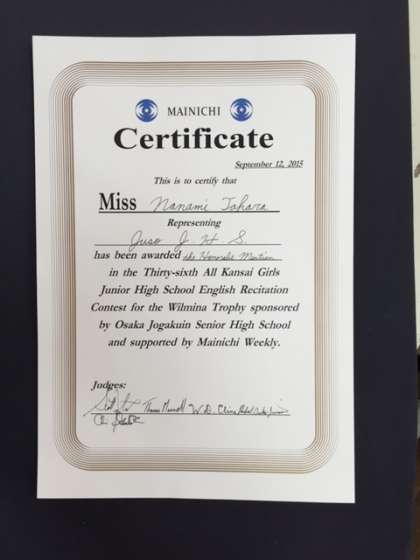 MAINICHI
Certificate
September 12, 2015
This is to certify that
Miss Nanami Tahara
Representing
Juso J. H S.
has been awarded the Honorable Mention
in the Thirty-sixth All Kansai Girls
Junior High School English Recitation
Contest for the Wilmina Trophy sponsored
by Osaka Jogakuin Senior High School
and supported by Mainichi Weekly.
Judges: